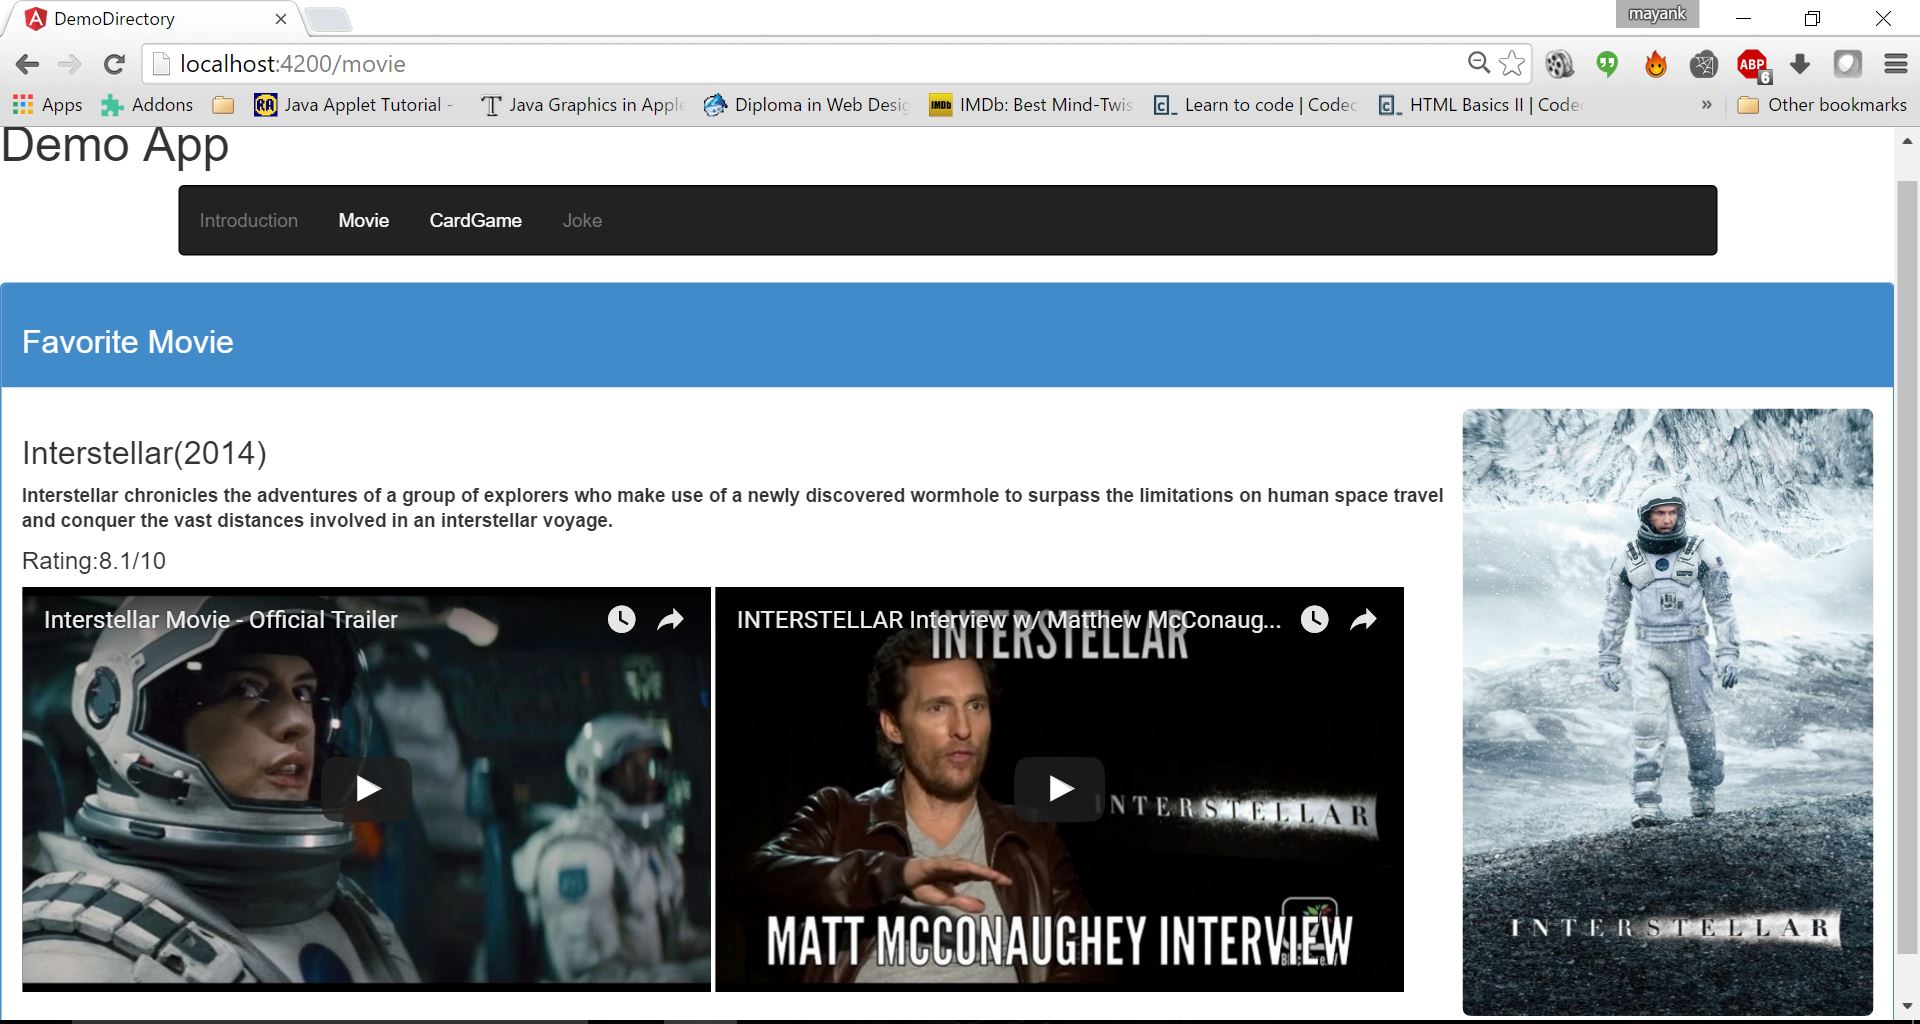 DemoDirectory
mayank
localhost:4200/movie
ABP
6
Apps
Addons
RA
Java Applet Tutorial -
Java Graphics in Apple
Diploma in Web Desig
IMDb
IMDb: Best Mind-Twis
Learn to code | Codec
HTML Basics II | Codec
»
Other bookmarks
Demo App
Introduction
Movie
CardGame
Joke
Favorite Movie
Interstellar(2014)
Interstellar chronicles the adventures of a group of explorers who make use of a newly discovered wormhole to surpass the limitations on human space travel
and conquer the vast distances involved in an interstellar voyage.
Rating:8.1/10
Interstellar Movie - Official Trailer
INTERSTELLAR Interview w/ Matthew McConaug...
INTERSTELLAR
INTERSTELLAR
MATT MCCONAUGHEY INTERVIEW
INTERSTELLAR